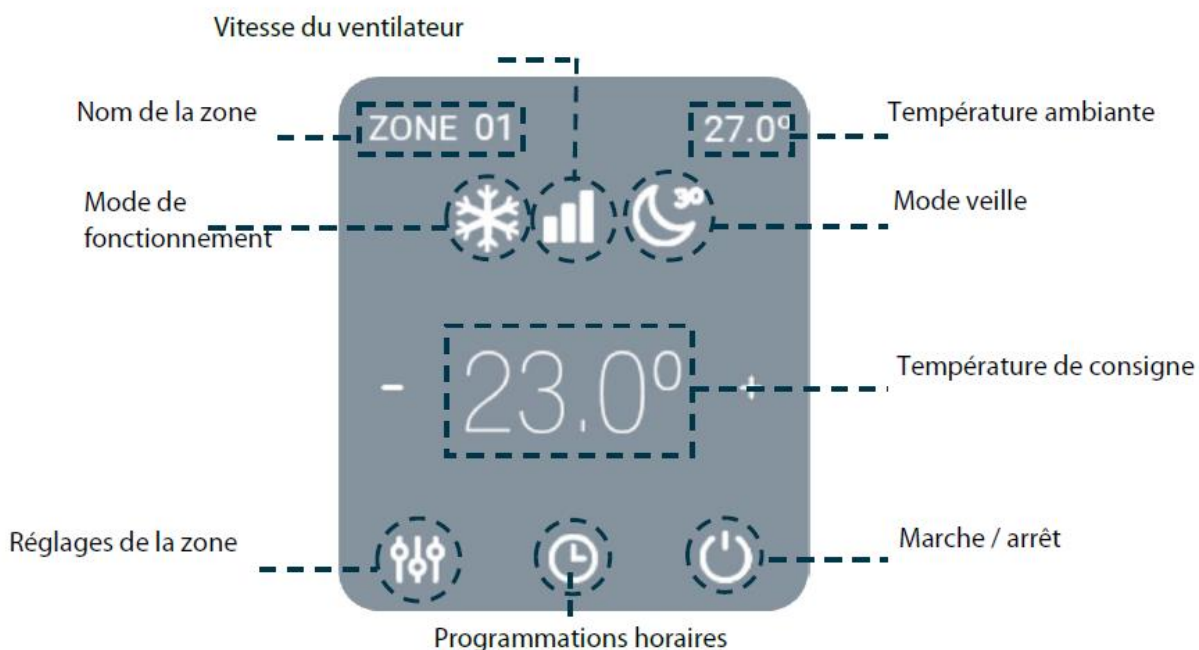 Vitesse du ventilateur
Nom de la zone
ZONE 01
27.0º
Température ambiante
Mode de
fonctionnement
30
Mode veille
-
23.0º
+
Température de consigne
Réglages de la zone
Marche / arrêt
Programmations horaires